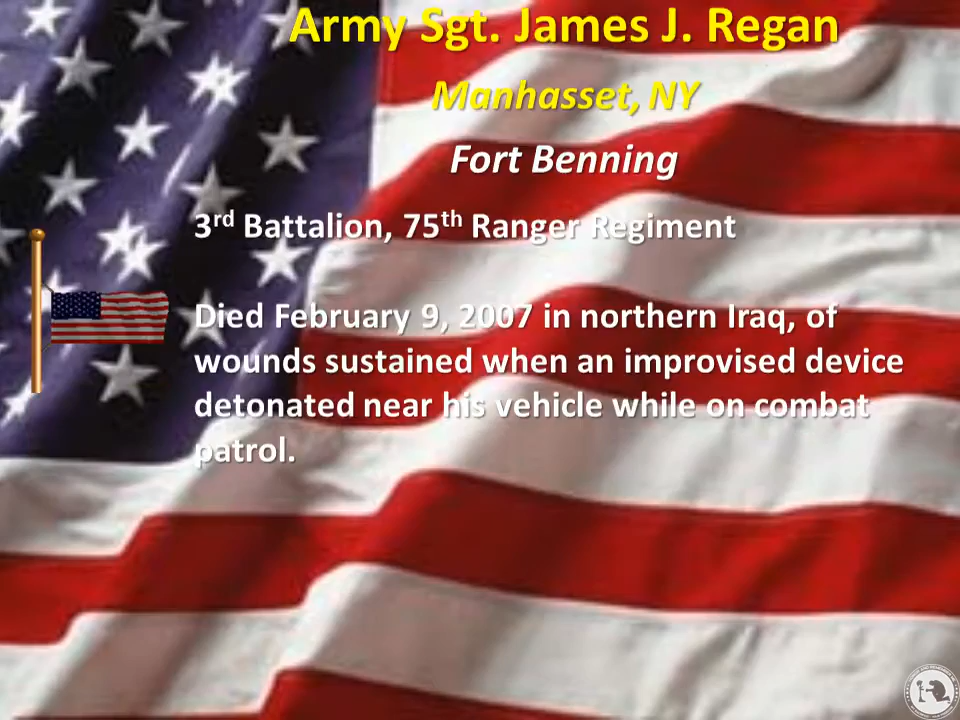 Army Sgt. James J. Regan
Manhasset, NY
Fort Benning
3rd Battalion, 75th Ranger Regiment
Died February 9, 2007 in northern Iraq, of
wounds sustained when an improvised device
detonated near his vehicle while on combat
patrol.